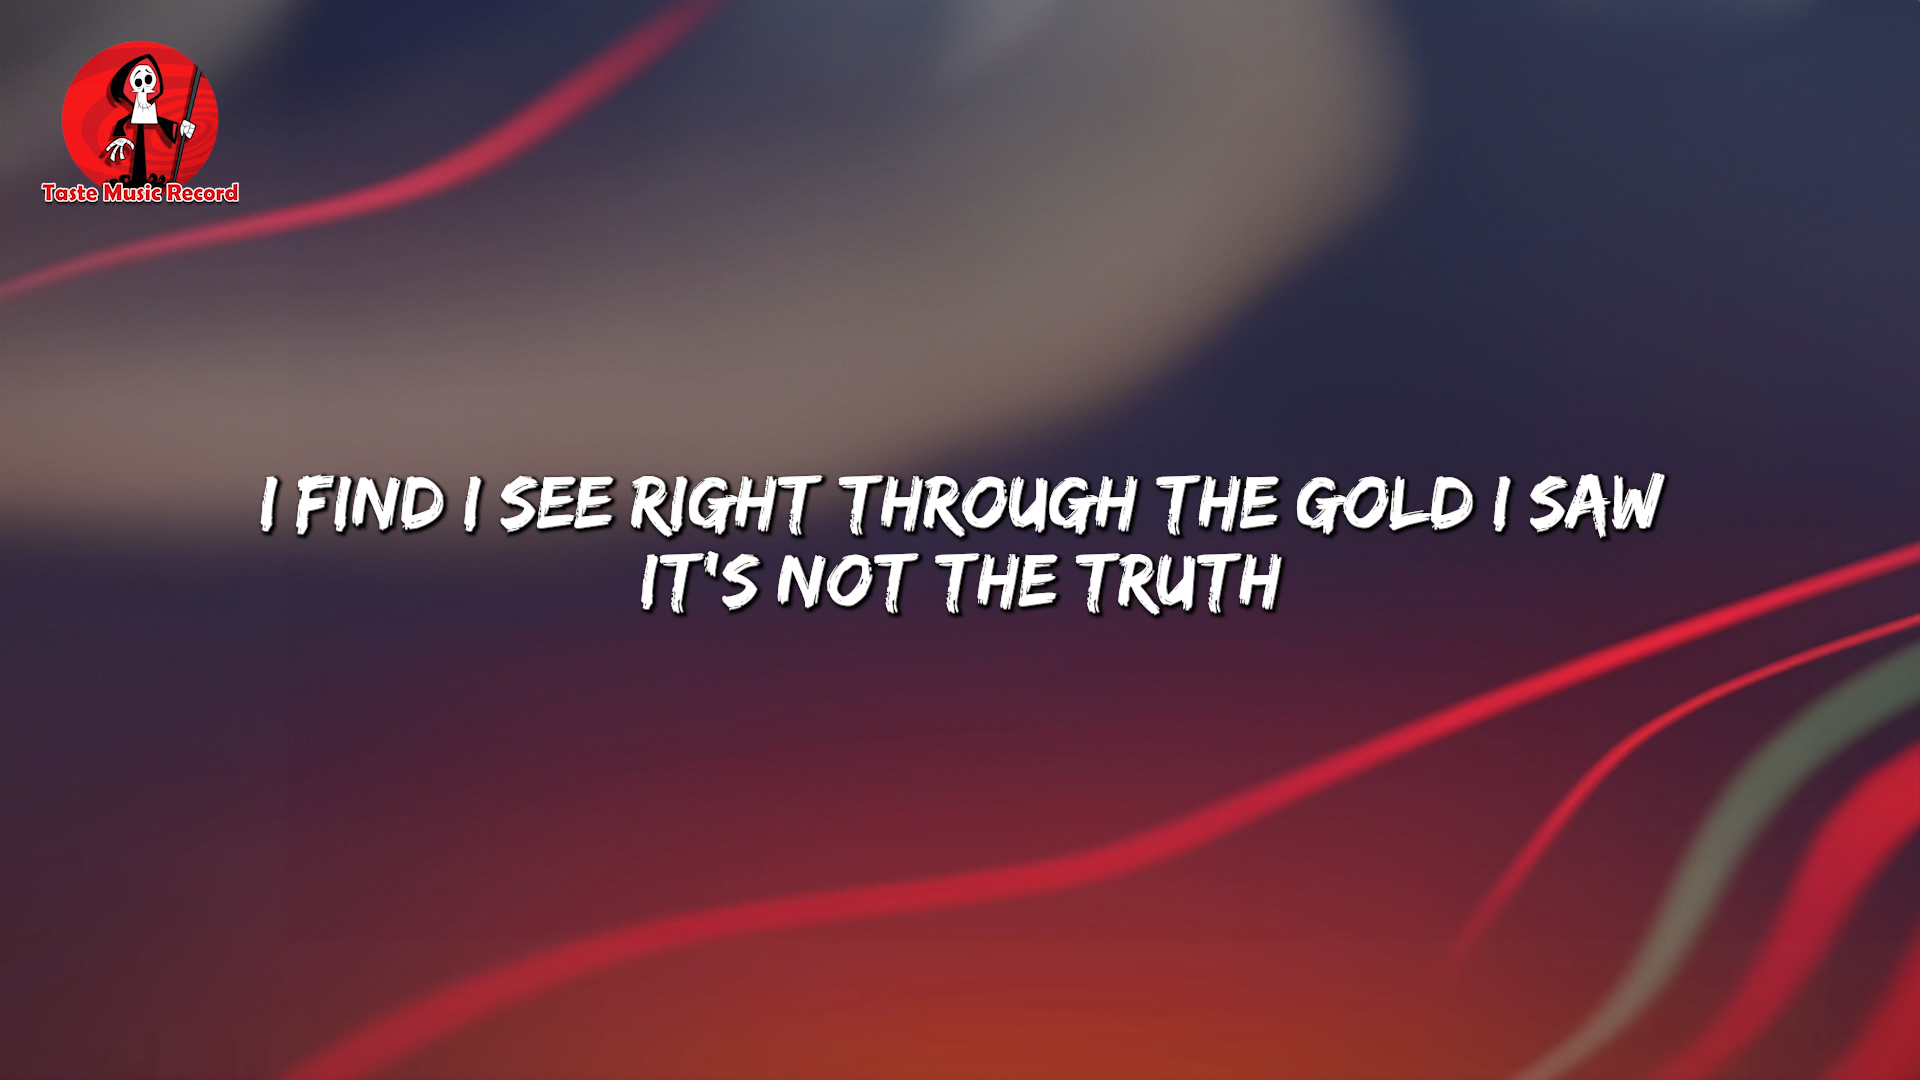 Taste Music Record
I FIND I SEE RIGHT THROUGH THE GOLD I SAW
IT'S NOT THE TRUTH